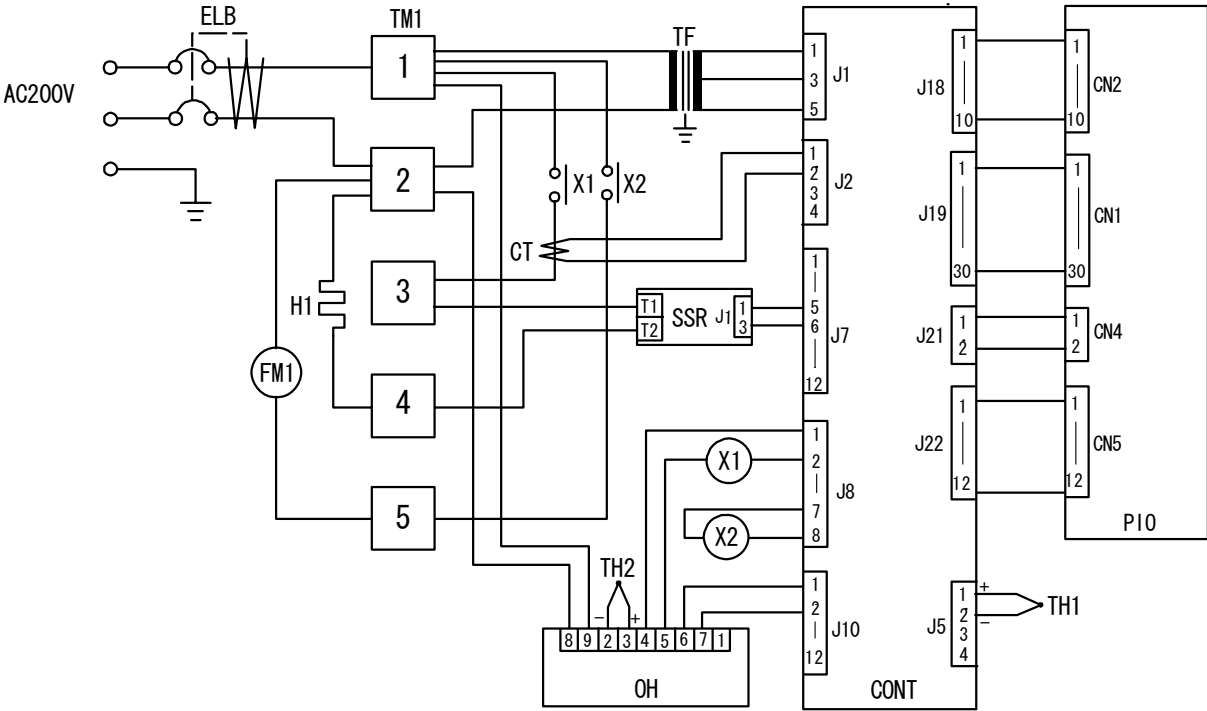 ELB
TM1
TF
AC200V
1
2
3
4
5
H1
FM1
X1
X2
CT
T1
T2
SSR
J1
1
3
TH2
−
+
8 9 2 3 4 5 6 7 1
OH
1
3
5
J1
1
2
3
4
J2
1
5
6
12
J7
X1
X2
1
2
7
8
J8
1
2
12
J10
CONT
J18
1
10
J19
1
30
J21
1
2
J22
1
12
J5
1
2
3
4
+
−
TH1
1
10
CN2
1
30
CN1
1
2
CN4
1
12
CN5
PIO